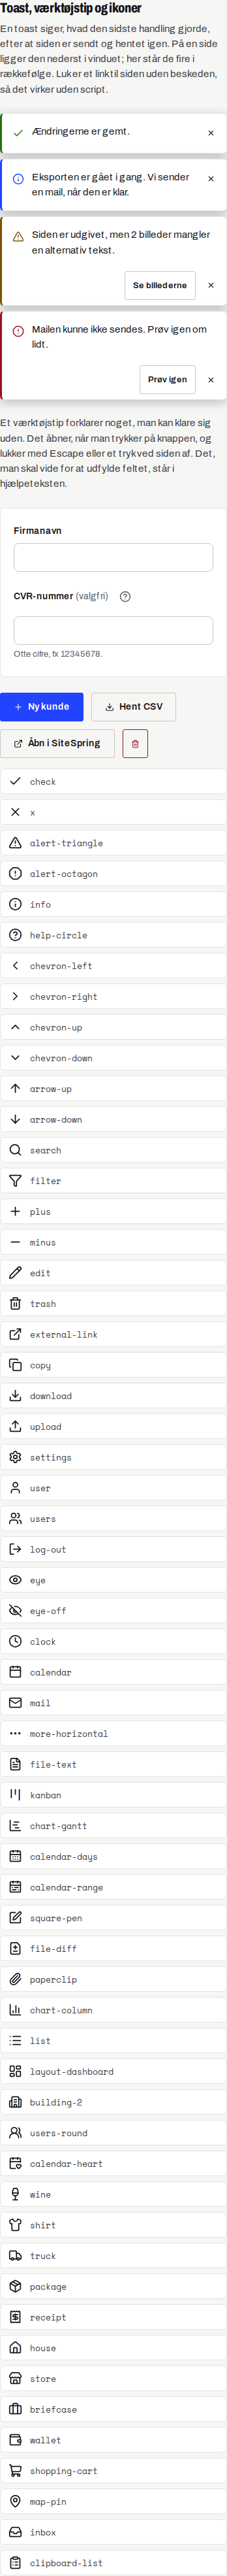 Toast, værktøjstip og ikoner
En toast siger, hvad den sidste handling gjorde,
efter at siden er sendt og hentet igen. På en side
ligger den nederst i vinduet; her står de fire i
rækkefølge. Luk er et link til siden uden beskeden,
så det virker uden script.
Ændringerne er gemt.
Eksporten er gået i gang. Vi sender
en mail, når den er klar.
Siden er udgivet, men 2 billeder mangler
en alternativ tekst.
Se billederne
Mailen kunne ikke sendes. Prøv igen om
lidt.
Prøv igen
Et værktøjstip forklarer noget, man kan klare sig
uden. Det åbner, når man trykker på knappen, og
lukker med Escape eller et tryk ved siden af. Det,
man skal vide for at udfylde feltet, står i
hjælpeteksten.
Firmanavn
CVR-nummer (valgfri)
Otte cifre, fx 12345678.
Ny kunde
Hent CSV
Åbn i SiteSpring
check
x
alert-triangle
alert-octagon
info
help-circle
chevron-left
chevron-right
chevron-up
chevron-down
arrow-up
arrow-down
search
filter
plus
minus
edit
trash
external-link
copy
download
upload
settings
user
users
log-out
eye
eye-off
clock
calendar
mail
more-horizontal
file-text
kanban
chart-gantt
calendar-days
calendar-range
square-pen
file-diff
paperclip
chart-column
list
layout-dashboard
building-2
users-round
calendar-heart
wine
shirt
truck
package
receipt
house
store
briefcase
wallet
shopping-cart
map-pin
inbox
clipboard-list